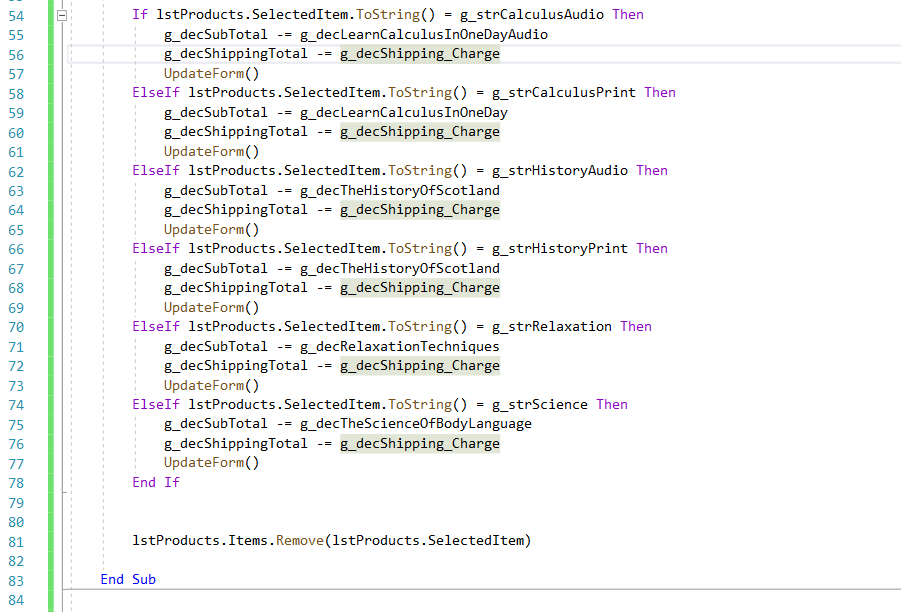 54 If lstProducts.SelectedItem.ToString() = g_strCalculusAudio Then
55 g_decSubTotal -= g_decLearnCalculusInOneDayAudio
56 g_decShippingTotal -= g_decShipping_Charge
57 UpdateForm()
58 ElseIf lstProducts.SelectedItem.ToString() = g_strCalculusPrint Then
59 g_decSubTotal -= g_decLearnCalculusInOneDay
60 g_decShippingTotal -= g_decShipping_Charge
61 UpdateForm()
62 ElseIf lstProducts.SelectedItem.ToString() = g_strHistoryAudio Then
63 g_decSubTotal -= g_decTheHistoryOfScotland
64 g_decShippingTotal -= g_decShipping_Charge
65 UpdateForm()
66 ElseIf lstProducts.SelectedItem.ToString() = g_strHistoryPrint Then
67 g_decSubTotal -= g_decTheHistoryOfScotland
68 g_decShippingTotal -= g_decShipping_Charge
69 UpdateForm()
70 ElseIf lstProducts.SelectedItem.ToString() = g_strRelaxation Then
71 g_decSubTotal -= g_decRelaxationTechniques
72 g_decShippingTotal -= g_decShipping_Charge
73 UpdateForm()
74 ElseIf lstProducts.SelectedItem.ToString() = g_strScience Then
75 g_decSubTotal -= g_decTheScienceOfBodyLanguage
76 g_decShippingTotal -= g_decShipping_Charge
77 UpdateForm()
78 End If
79
80
81 lstProducts.Items.Remove(lstProducts.SelectedItem)
82
83 End Sub
84